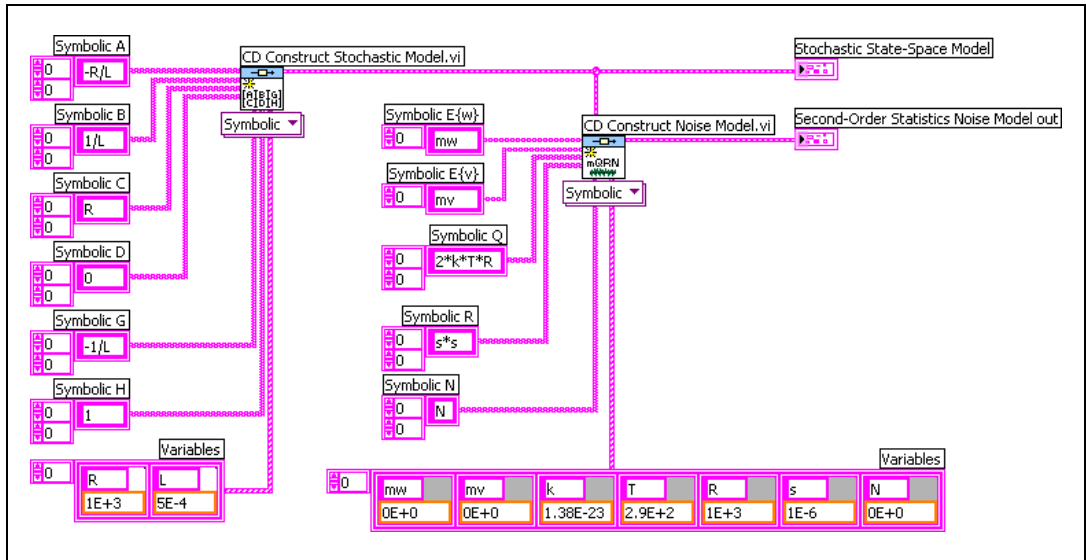 Symbolic A
0
0
-R/L
Symbolic B
0
0
1/L
Symbolic C
0
0
R
Symbolic D
0
0
0
Symbolic G
0
0
-1/L
Symbolic H
0
0
1
Variables
0
R
L
1E+3
5E-4
CD Construct Stochastic Model.vi
[A|B|G]
[C|D|H]
Symbolic
Symbolic E{w}
0
mw
Symbolic E{v}
0
mv
Symbolic Q
0
0
2*k*T*R
Symbolic R
0
0
s*s
Symbolic N
0
0
N
CD Construct Noise Model.vi
mQRN
Symbolic
Variables
0
mw
mv
k
T
R
s
N
0E+0
0E+0
1.38E-23
2.9E+2
1E+3
1E-6
0E+0
Stochastic State-Space Model
Second-Order Statistics Noise Model out